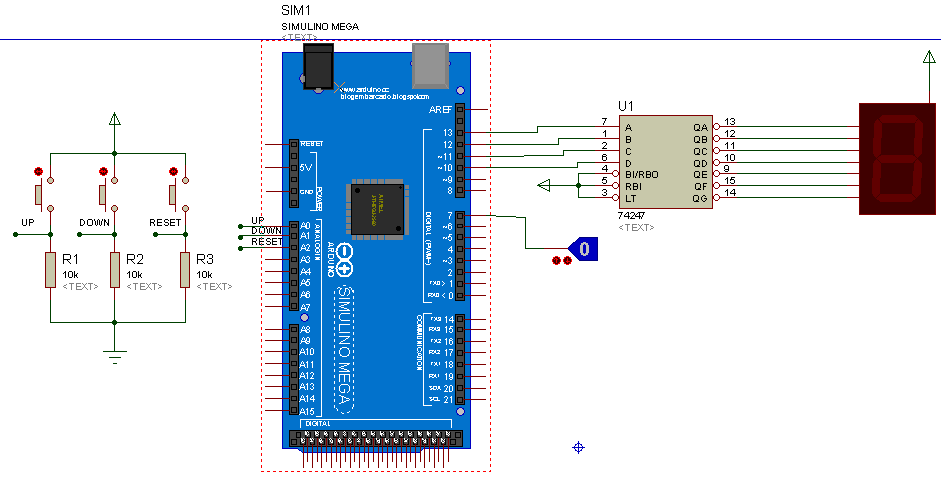 SIM1
SIMULINO MEGA
<TEXT>
www.arduino.cc
blogembarcado.blogspot.com
AREF
RESET
5V
GND
POWER
13
12
~11
~10
~9
8
7
~6
~5
4
~3
2
TX0 > 1
RX0 < 0
DIGITAL (PWM~)
A0
A1
A2
A3
A4
A5
A6
A7
ANALOG IN
ARDUINO
ATMEGA2560
SIMULINO MEGA
A8
A9
A10
A11
A12
A13
A14
A15
TX3 14
RX3 15
TX2 16
RX2 17
TX1 18
RX1 19
SDA 20
SCL 21
COMMUNICATION
DIGITAL
UP
DOWN
RESET
UP
DOWN
RESET
R1
10k
<TEXT>
R2
10k
<TEXT>
R3
10k
<TEXT>
0
U1
7 A QA 13
1 B QB 12
2 C QC 11
6 D QD 10
4 BI/RBO QE 9
5 RBI QF 15
3 LT QG 14
74247
<TEXT>
8